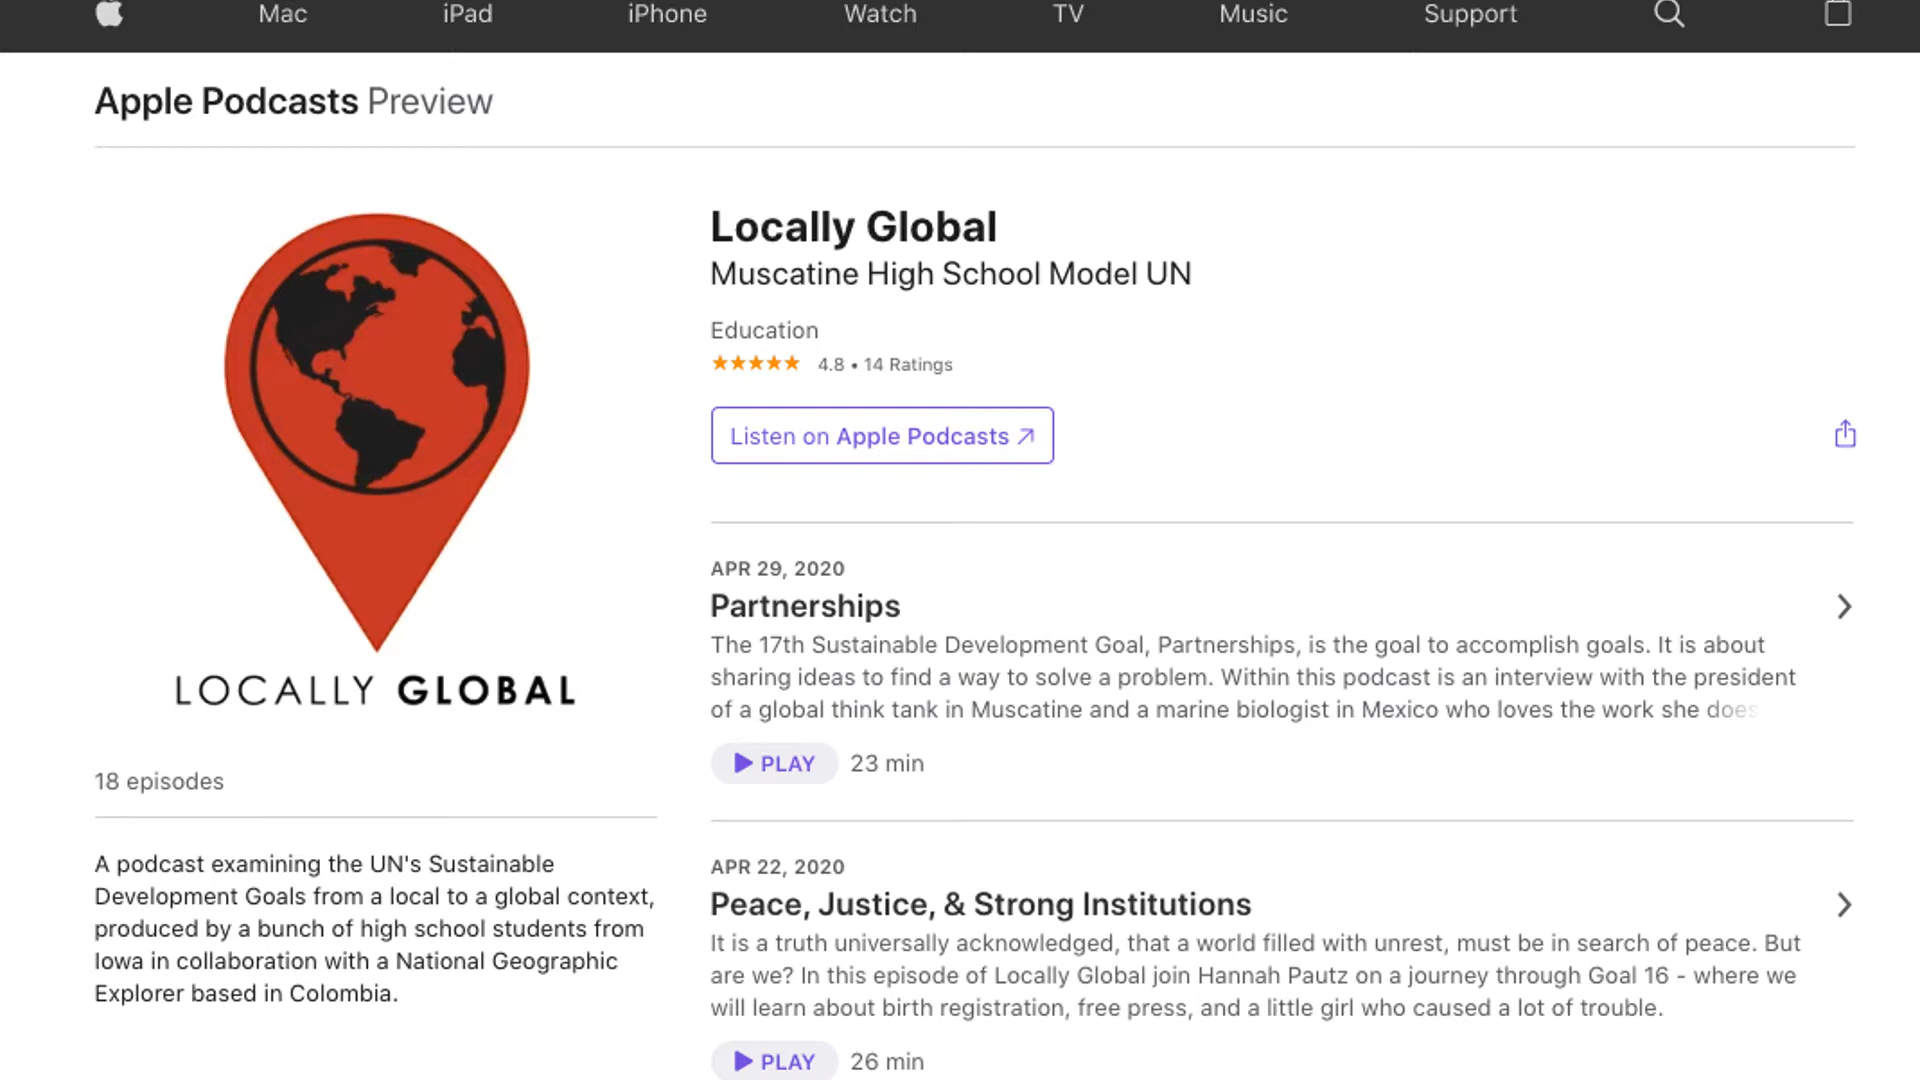 Mac iPad iPhone Watch TV Music Support
Apple Podcasts Preview
LOCALLY GLOBAL
18 episodes
A podcast examining the UN's Sustainable
Development Goals from a local to a global context,
produced by a bunch of high school students from
Iowa in collaboration with a National Geographic
Explorer based in Colombia.
Locally Global
Muscatine High School Model UN
Education
4.8 • 14 Ratings
Listen on Apple Podcasts
APR 29, 2020
Partnerships
The 17th Sustainable Development Goal, Partnerships, is the goal to accomplish goals. It is about
sharing ideas to find a way to solve a problem. Within this podcast is an interview with the president
of a global think tank in Muscatine and a marine biologist in Mexico who loves the work she does
PLAY 23 min
APR 22, 2020
Peace, Justice, & Strong Institutions
It is a truth universally acknowledged, that a world filled with unrest, must be in search of peace. But
are we? In this episode of Locally Global join Hannah Pautz on a journey through Goal 16 - where we
will learn about birth registration, free press, and a little girl who caused a lot of trouble.
PLAY 26 min